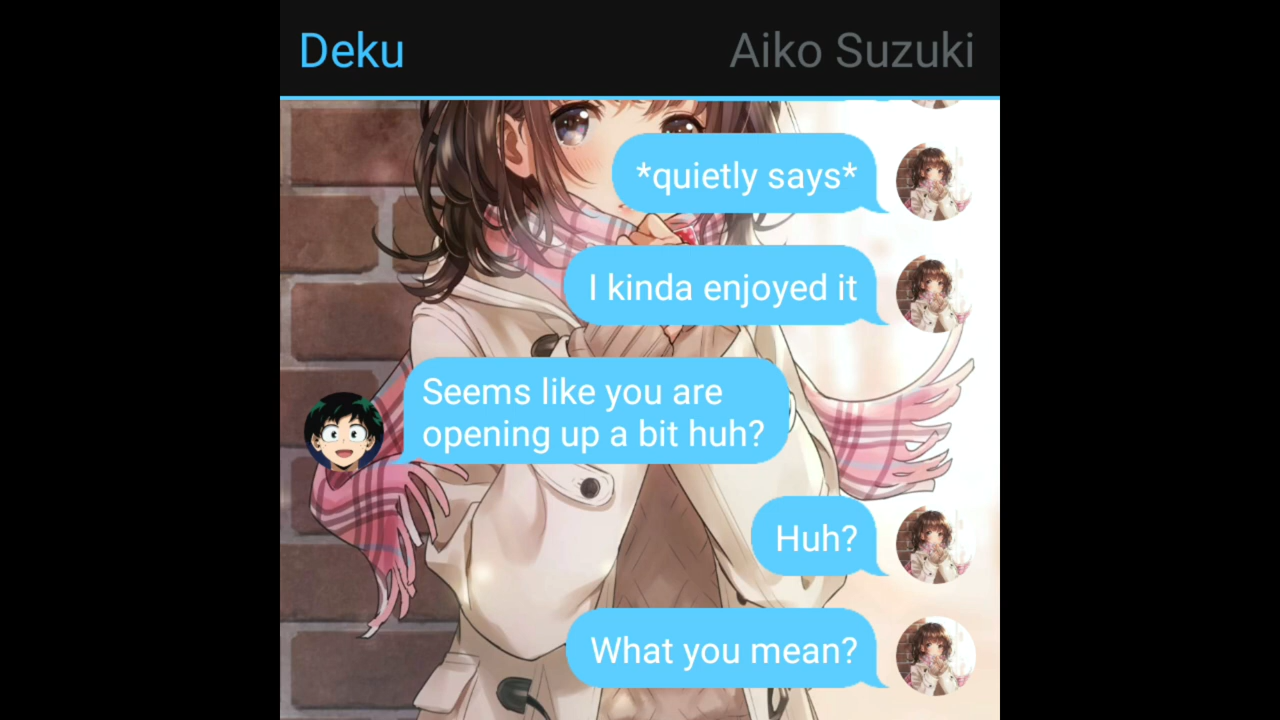 Deku
Aiko Suzuki
*quietly says*
I kinda enjoyed it
Seems like you are
opening up a bit huh?
Huh?
What you mean?